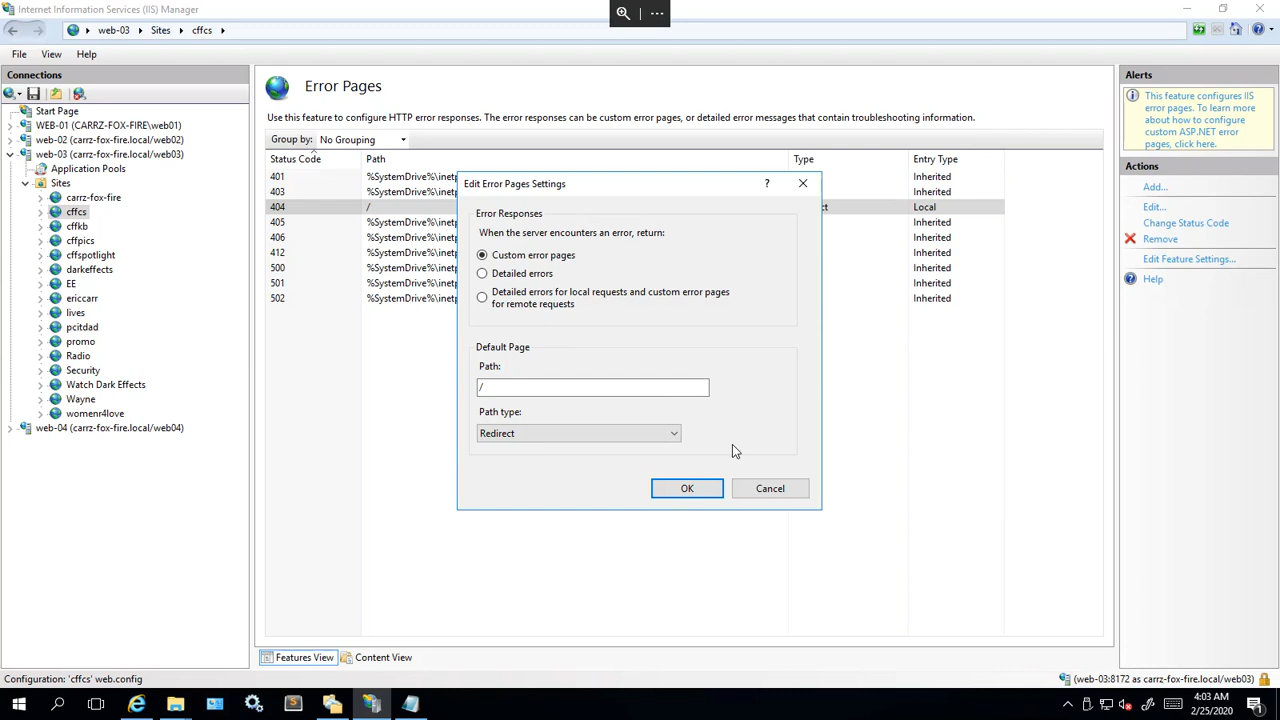 Internet Information Services (IIS) Manager
web-03 Sites cffcs
File View Help
Connections
Start Page
WEB-01 (CARRZ-FOX-FIRE\web01)
web-02 (carrz-fox-fire.local/web02)
web-03 (carrz-fox-fire.local/web03)
Application Pools
Sites
carrz-fox-fire
cffcs
cffkb
cffpics
cffspotlight
darkeffects
EE
ericcarr
lives
pcitdad
promo
Radio
Security
Watch Dark Effects
Wayne
womenr4love
web-04 (carrz-fox-fire.local/web04)
Error Pages
Use this feature to configure HTTP error responses. The error responses can be custom error pages, or detailed error messages that contain troubleshooting information.
Group by: No Grouping
Status Code Path Type Entry Type
401 %SystemDrive%\inetp Inherited
403 %SystemDrive%\inetp Inherited
404 / ct Local
405 %SystemDrive%\inetp Inherited
406 %SystemDrive%\inetp Inherited
412 %SystemDrive%\inetp Inherited
500 %SystemDrive%\inetp Inherited
501 %SystemDrive%\inetp Inherited
502 %SystemDrive%\inetp Inherited
Edit Error Pages Settings ?
Error Responses
When the server encounters an error, return:
Custom error pages
Detailed errors
Detailed errors for local requests and custom error pages
for remote requests
Default Page
Path:
/
Path type:
Redirect
OK Cancel
Alerts
This feature configures IIS
error pages. To learn more
about how to configure
custom ASP.NET error
pages, click here.
Actions
Add...
Edit...
Change Status Code
Remove
Edit Feature Settings...
Help
Features View Content View
Configuration: 'cffcs' web.config
(web-03:8172 as carrz-fox-fire.local/web03)
4:03 AM
2/25/2020